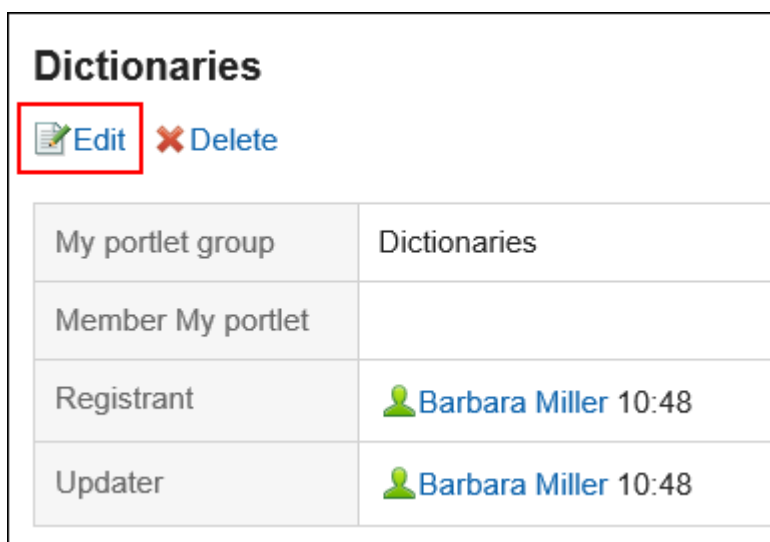 Dictionaries
Edit Delete
My portlet group Dictionaries
Member My portlet
Registrant Barbara Miller 10:48
Updater Barbara Miller 10:48